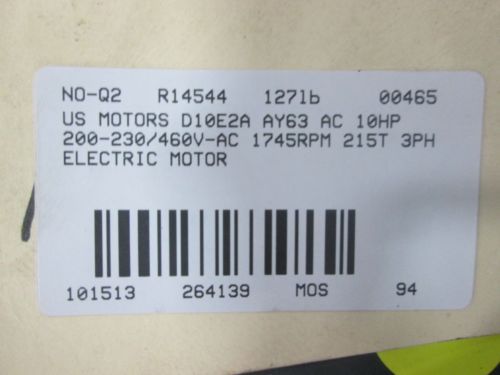 NO-Q2 R14544 127lb 00465
US MOTORS D10E2A AY63 AC 10HP
200-230/460V-AC 1745RPM 215T 3PH
ELECTRIC MOTOR
101513 264139 MOS 94